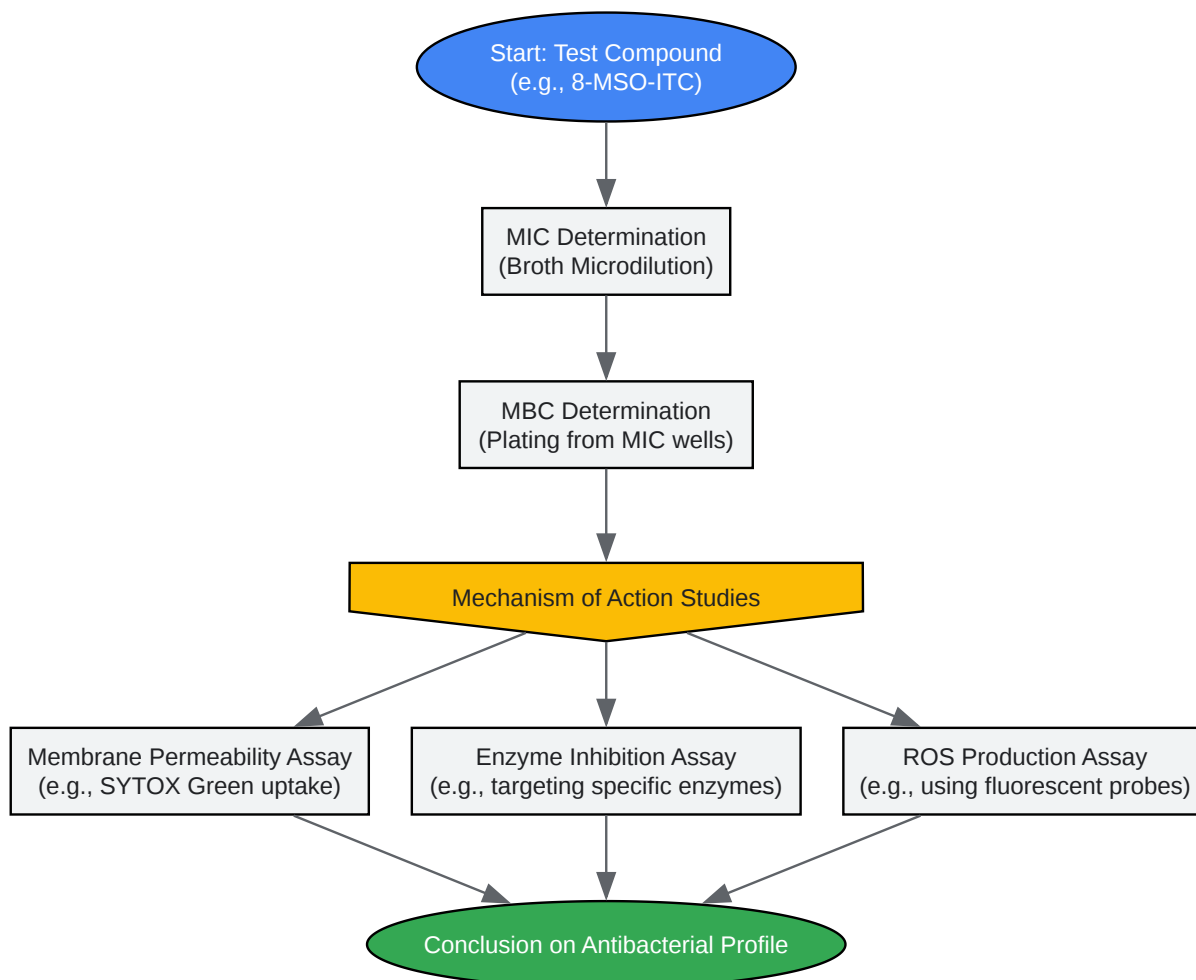 Start: Test Compound
(e.g., 8-MSO-ITC)
MIC Determination
(Broth Microdilution)
MBC Determination
(Plating from MIC wells)
Mechanism of Action Studies
Membrane Permeability Assay
(e.g., SYTOX Green uptake)
Enzyme Inhibition Assay
(e.g., targeting specific enzymes)
ROS Production Assay
(e.g., using fluorescent probes)
Conclusion on Antibacterial Profile